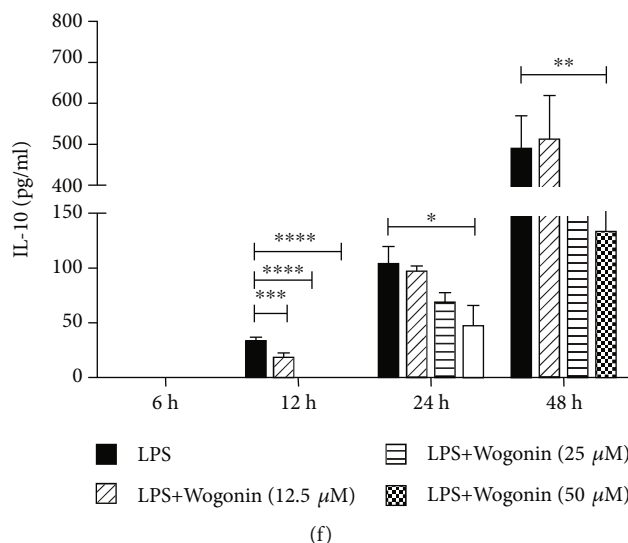 800
700
600
500
400
150
100
50
0
IL-10 (pg/ml)
****
****
***
*
**
6 h 12 h 24 h 48 h
LPS
LPS+Wogonin (12.5 μM)
LPS+Wogonin (25 μM)
LPS+Wogonin (50 μM)
(f)